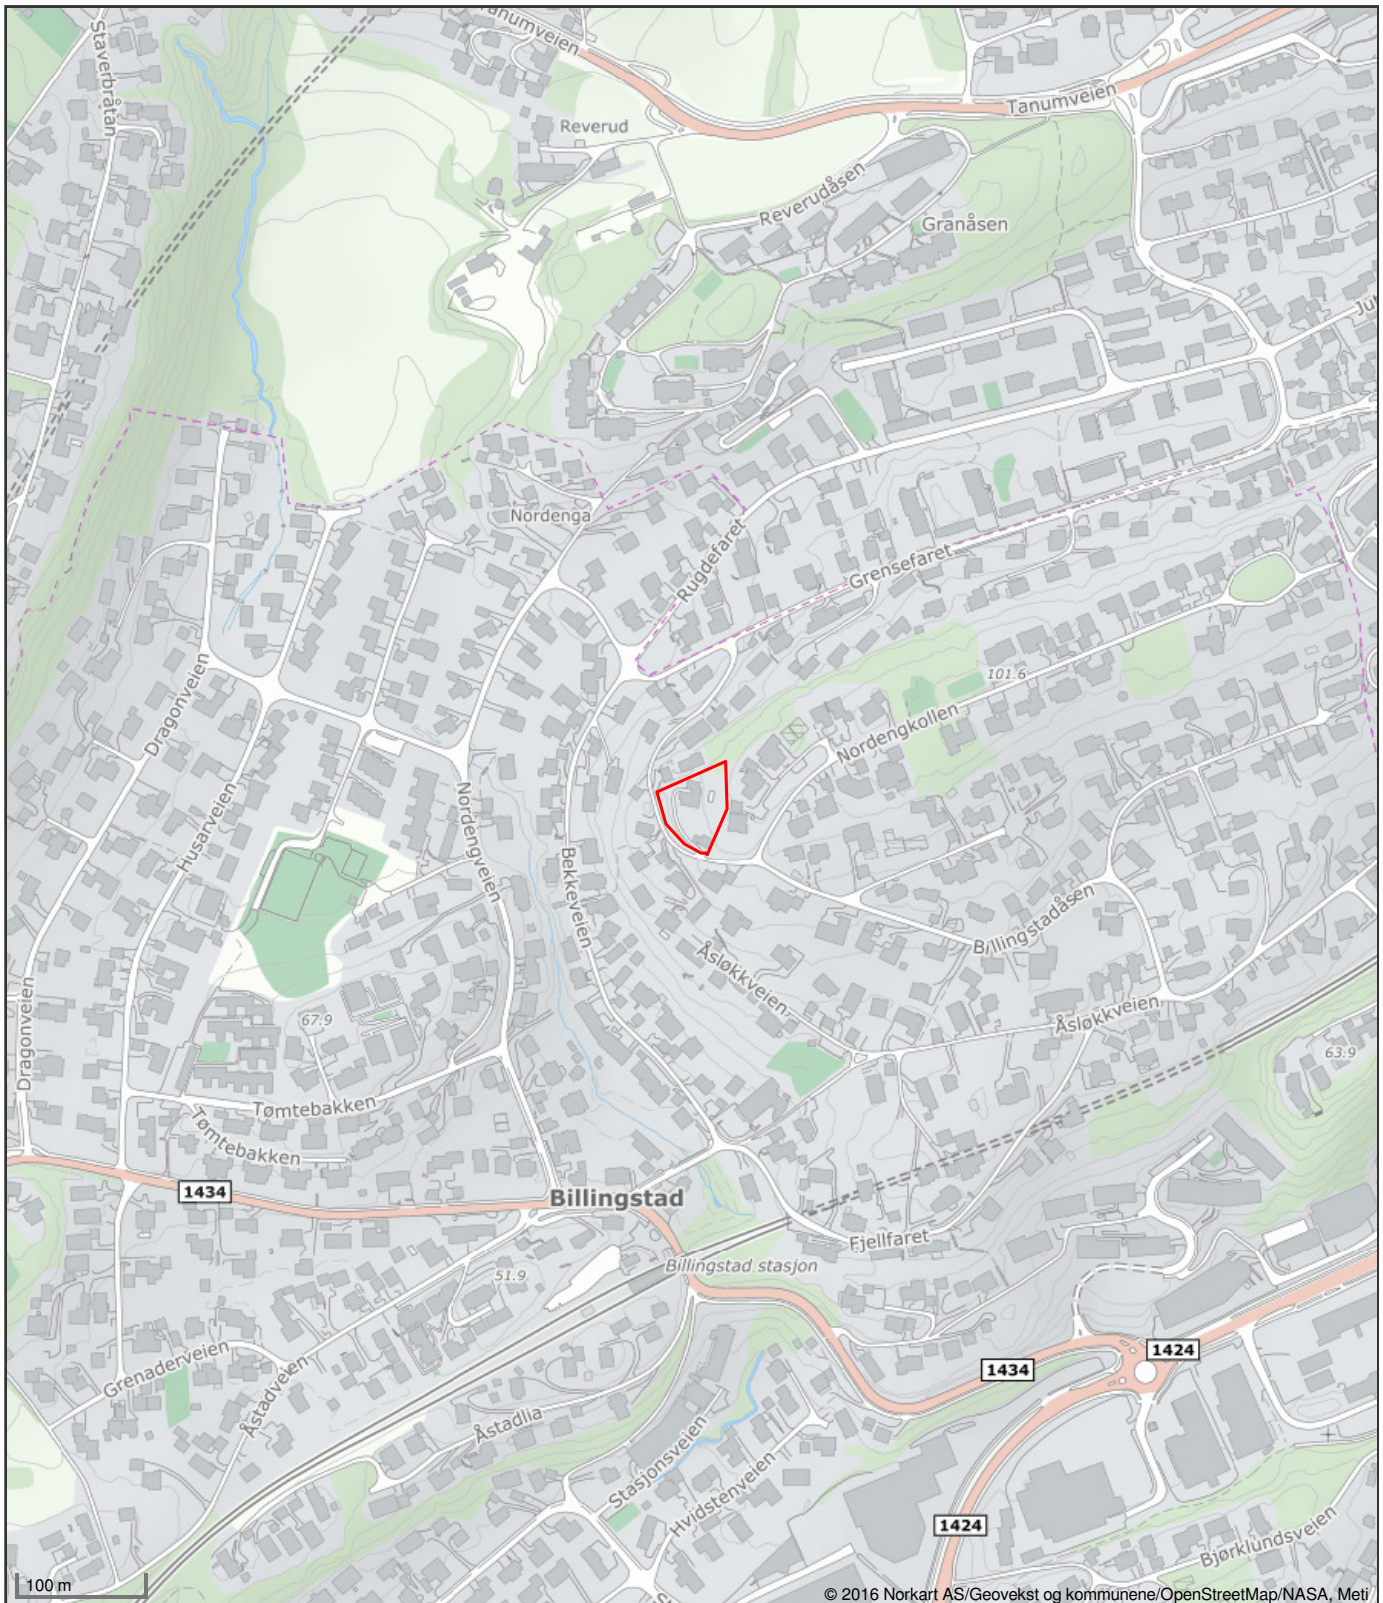 Tanumveien
Staverbråtan
Tanumveien
Reverud
Reverudåsen
Granåsen
Nordenga
Rugdefaret
Grensefaret
101.6
Dragonveien
Nordengkollen
Husarveien
Nordengveien
Bekkeveien
Billingstadåsen
Åsløkkveien
Dragonveien
67.9
Åsløkkveien
63.9
Tømtebakken
Tømtebakken
1434
Billingstad
Fjellfaret
Billingstad stasjon
51.9
1424
Grenaderveien
1434
Åstadveien
Åstadlia
Stasjonsveien
Hvidstenveien
1424
Bjørklundsveien
100 m
© 2016 Norkart AS/Geovekst og kommunene/OpenStreetMap/NASA, Meti